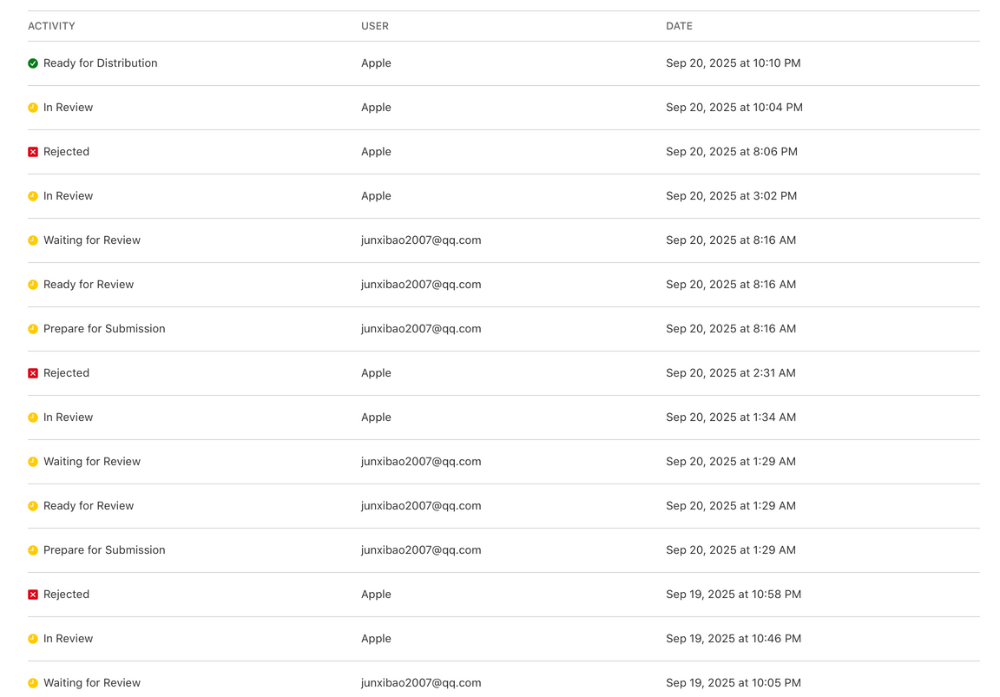 ACTIVITY USER DATE
Ready for Distribution Apple Sep 20, 2025 at 10:10 PM
In Review Apple Sep 20, 2025 at 10:04 PM
Rejected Apple Sep 20, 2025 at 8:06 PM
In Review Apple Sep 20, 2025 at 3:02 PM
Waiting for Review junxibao2007@qq.com Sep 20, 2025 at 8:16 AM
Ready for Review junxibao2007@qq.com Sep 20, 2025 at 8:16 AM
Prepare for Submission junxibao2007@qq.com Sep 20, 2025 at 8:16 AM
Rejected Apple Sep 20, 2025 at 2:31 AM
In Review Apple Sep 20, 2025 at 1:34 AM
Waiting for Review junxibao2007@qq.com Sep 20, 2025 at 1:29 AM
Ready for Review junxibao2007@qq.com Sep 20, 2025 at 1:29 AM
Prepare for Submission junxibao2007@qq.com Sep 20, 2025 at 1:29 AM
Rejected Apple Sep 19, 2025 at 10:58 PM
In Review Apple Sep 19, 2025 at 10:46 PM
Waiting for Review junxibao2007@qq.com Sep 19, 2025 at 10:05 PM